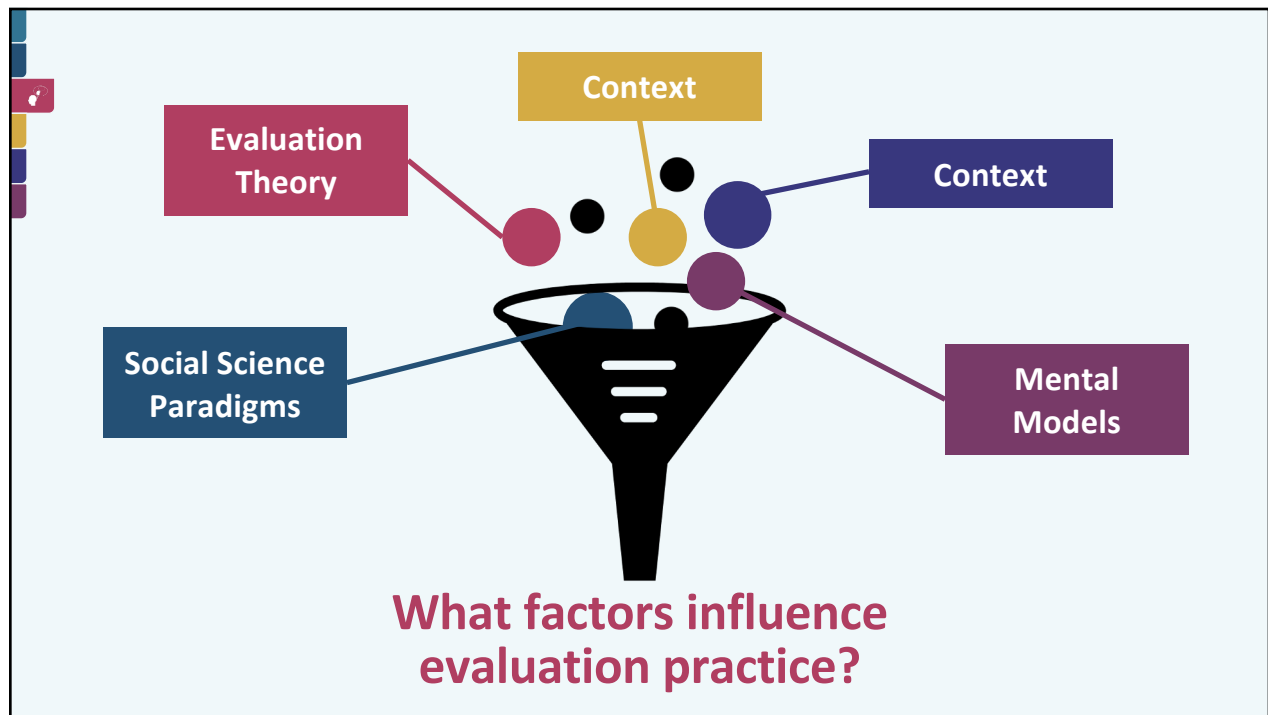 Context
Evaluation
Theory
Context
Social Science
Paradigms
Mental
Models
What factors influence
evaluation practice?